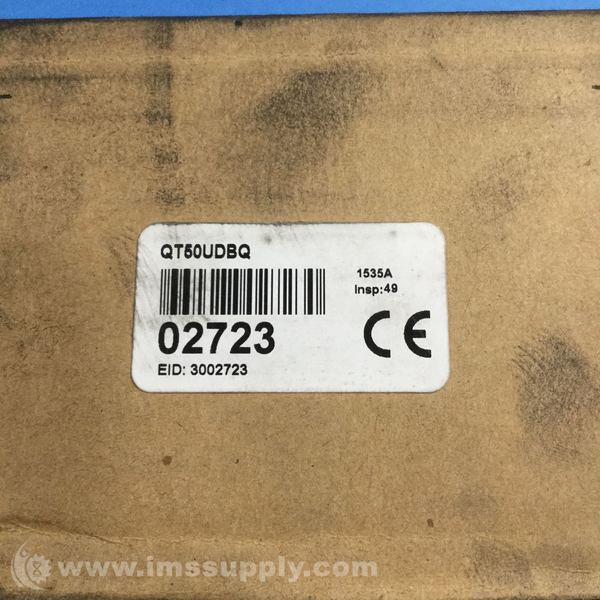 QT50UDBQ
1535A
Insp:49
02723
CE
EID: 3002723
www.imssupply.com